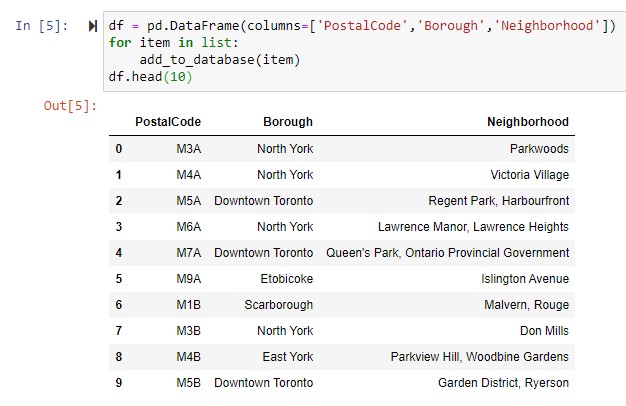 In [5]: df = pd.DataFrame(columns=['PostalCode','Borough','Neighborhood'])
for item in list:
    add_to_database(item)
df.head(10)
Out[5]:
PostalCode Borough Neighborhood
0 M3A North York Parkwoods
1 M4A North York Victoria Village
2 M5A Downtown Toronto Regent Park, Harbourfront
3 M6A North York Lawrence Manor, Lawrence Heights
4 M7A Downtown Toronto Queen's Park, Ontario Provincial Government
5 M9A Etobicoke Islington Avenue
6 M1B Scarborough Malvern, Rouge
7 M3B North York Don Mills
8 M4B East York Parkview Hill, Woodbine Gardens
9 M5B Downtown Toronto Garden District, Ryerson